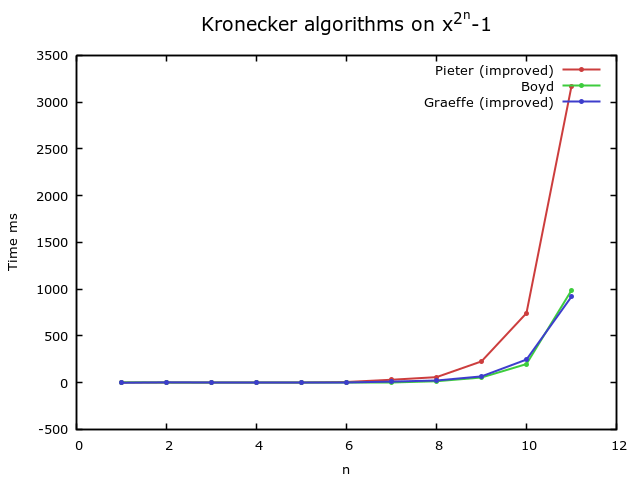 Kronecker algorithms on x^2^n-1
3500
3000
2500
2000
1500
1000
500
0
-500
Time ms
Pieter (improved)
Boyd
Graeffe (improved)
0 2 4 6 8 10 12
n